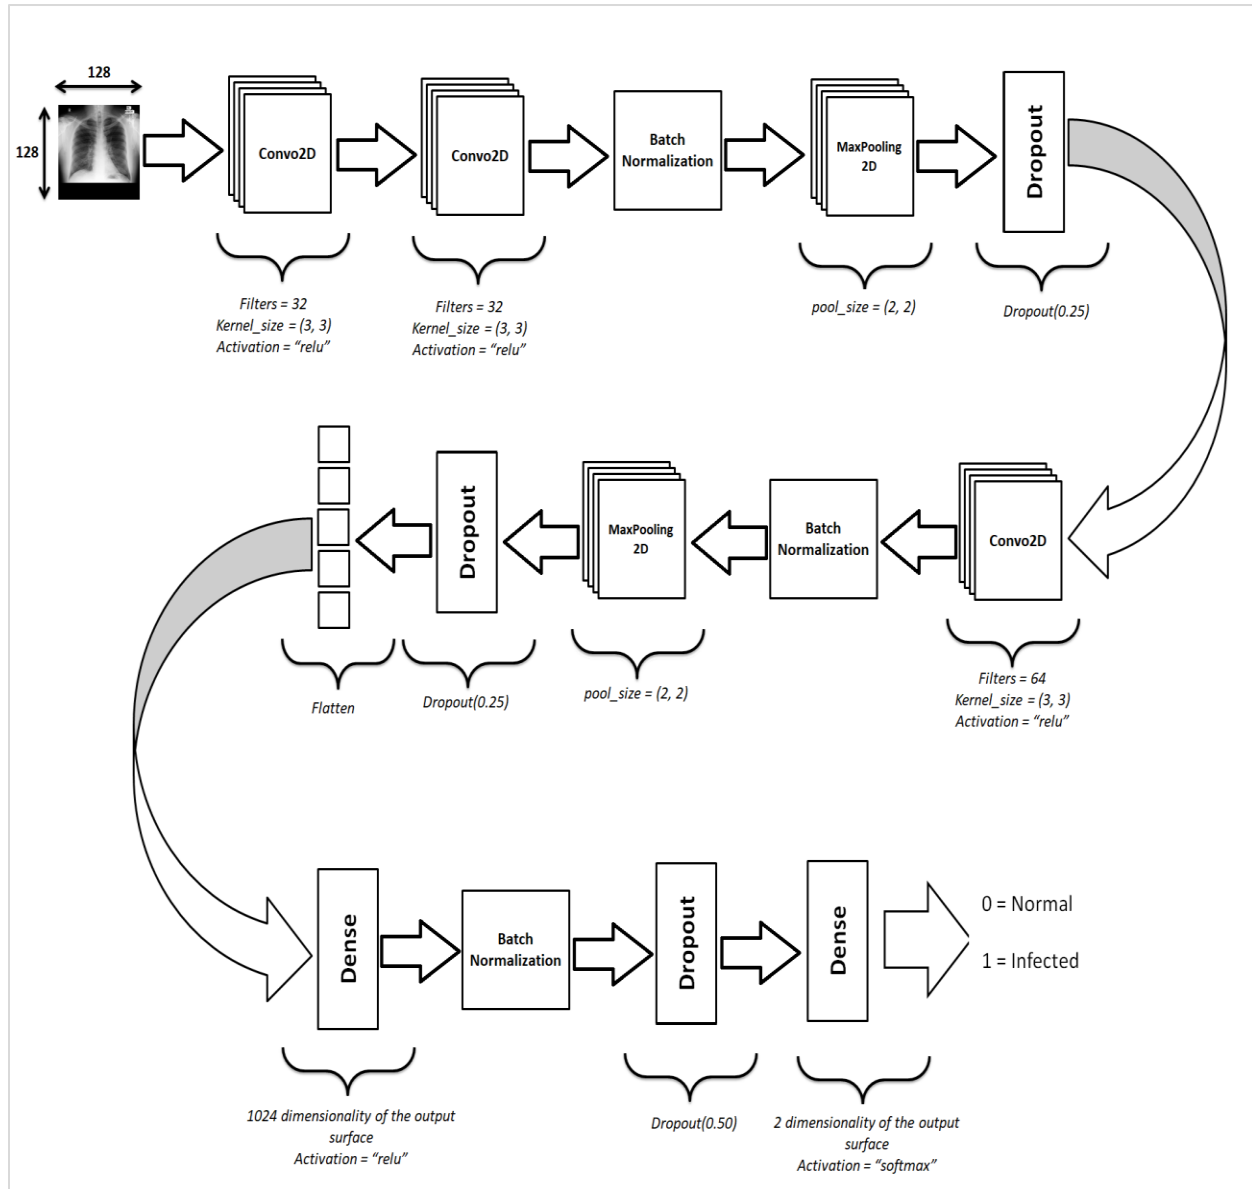 128
128
Convo2D
Convo2D
Batch
Normalization
MaxPooling
2D
Dropout
Filters = 32
Kernel_size = (3, 3)
Activation = “relu”
Filters = 32
Kernel_size = (3, 3)
Activation = “relu”
pool_size = (2, 2)
Dropout(0.25)
Convo2D
Batch
Normalization
MaxPooling
2D
Dropout
Filters = 64
Kernel_size = (3, 3)
Activation = “relu”
pool_size = (2, 2)
Dropout(0.25)
Flatten
Dense
Batch
Normalization
Dropout
Dense
0 = Normal
1 = Infected
1024 dimensionality of the output
surface
Activation = “relu”
Dropout(0.50)
2 dimensionality of the output
surface
Activation = “softmax”